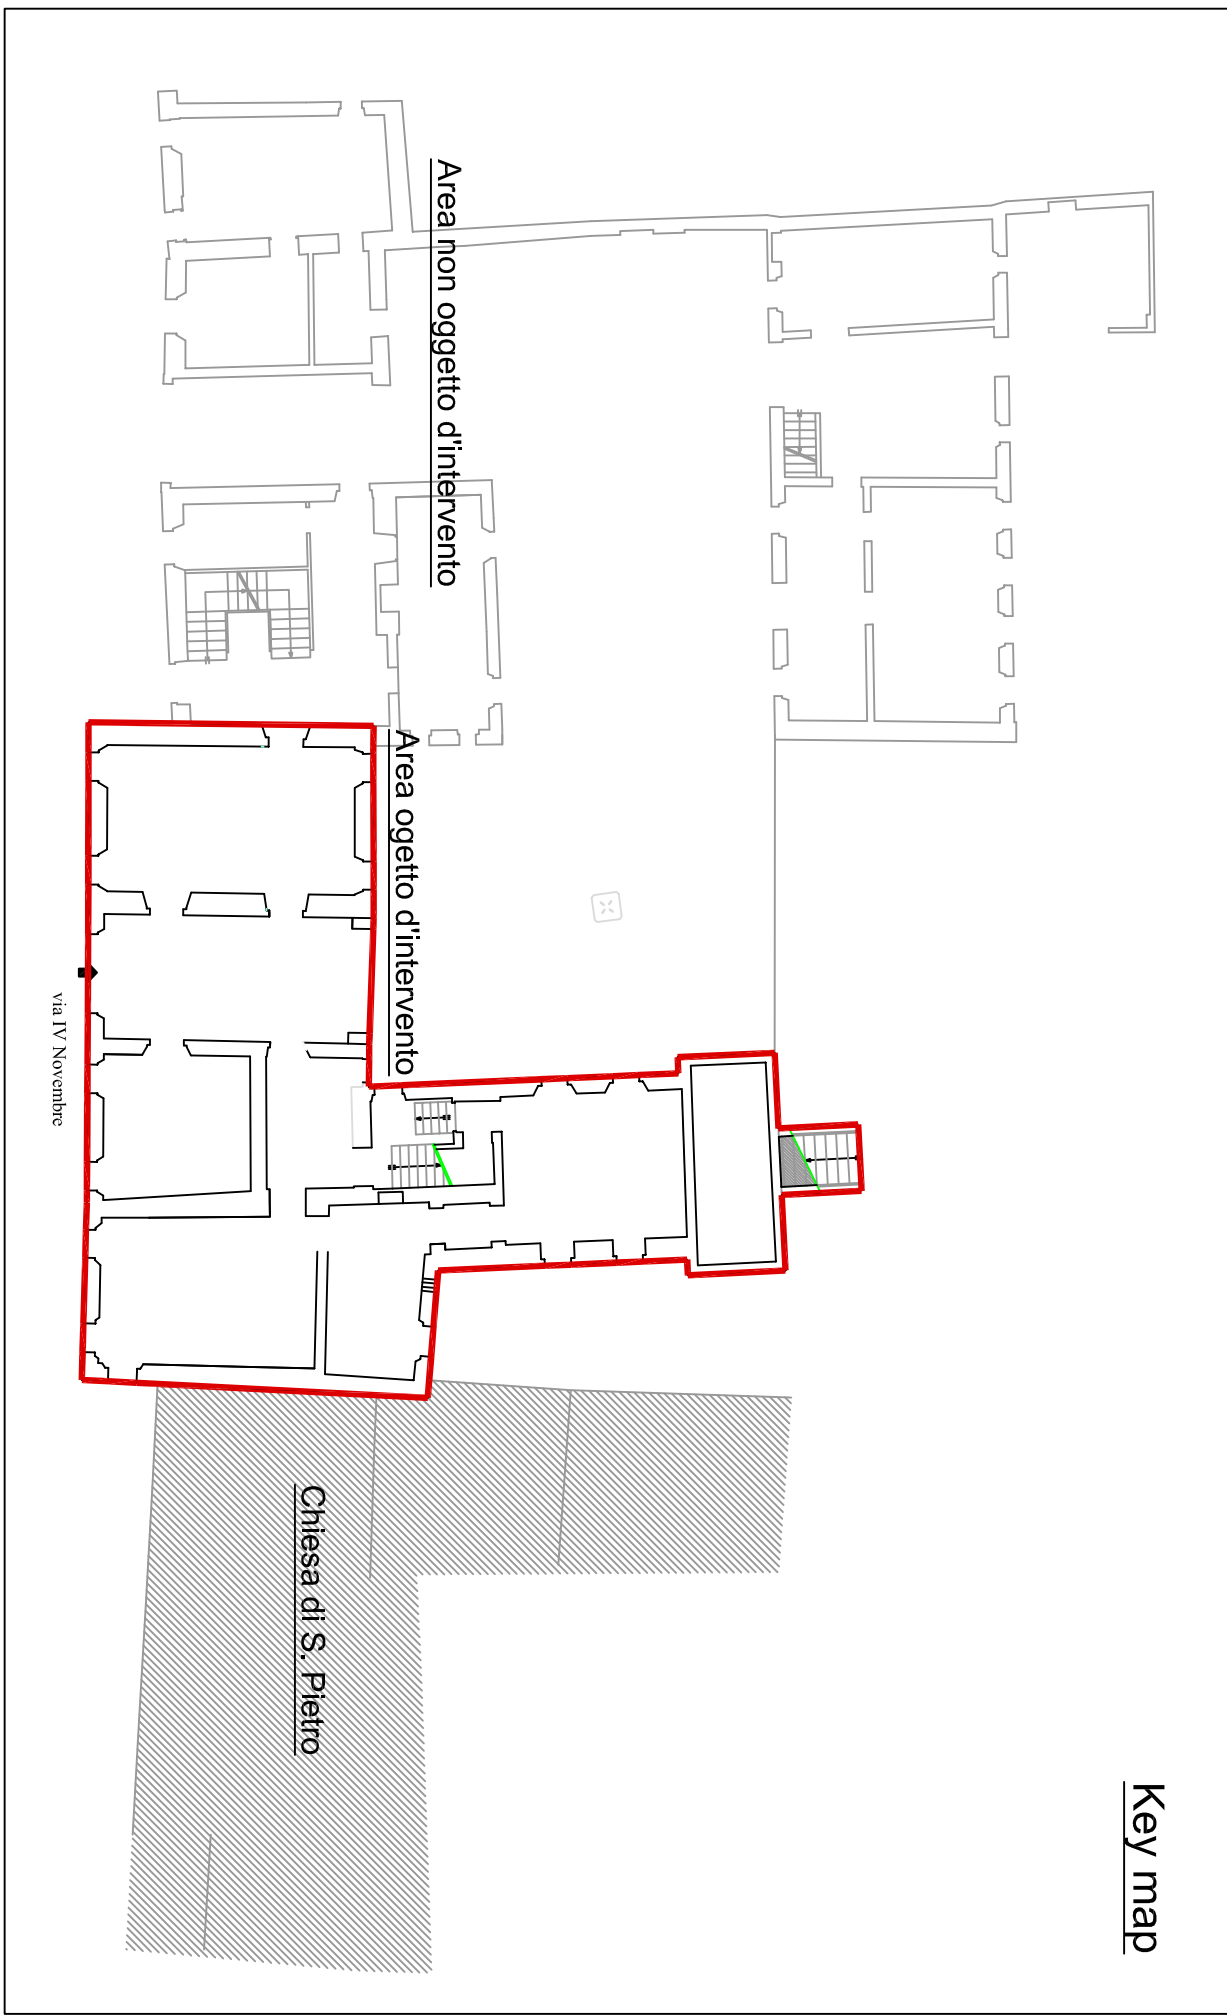 Key map
Area non oggetto d'intervento
Area ogetto d'intervento
Chiesa di S. Pietro
via IV Novembre